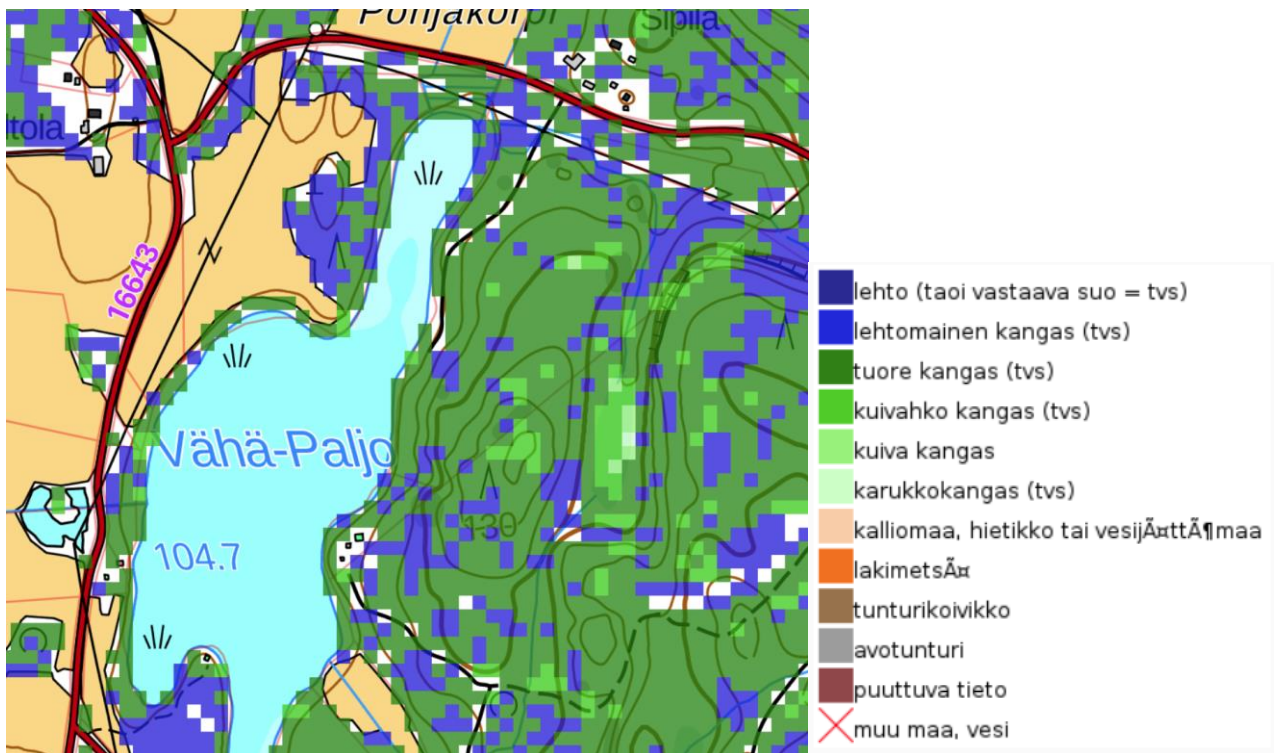 Pohjakorpi
Sipilä
ltola
16643
Vähä-Paljo
130
104.7
lehto (taoi vastaava suo = tvs)
lehtomainen kangas (tvs)
tuore kangas (tvs)
kuivahko kangas (tvs)
kuiva kangas
karukkokangas (tvs)
kalliomaa, hietikko tai vesijÃ¤ttÃ¶maa
lakimetsÃ¤
tunturikoivikko
avotunturi
puuttuva tieto
muu maa, vesi